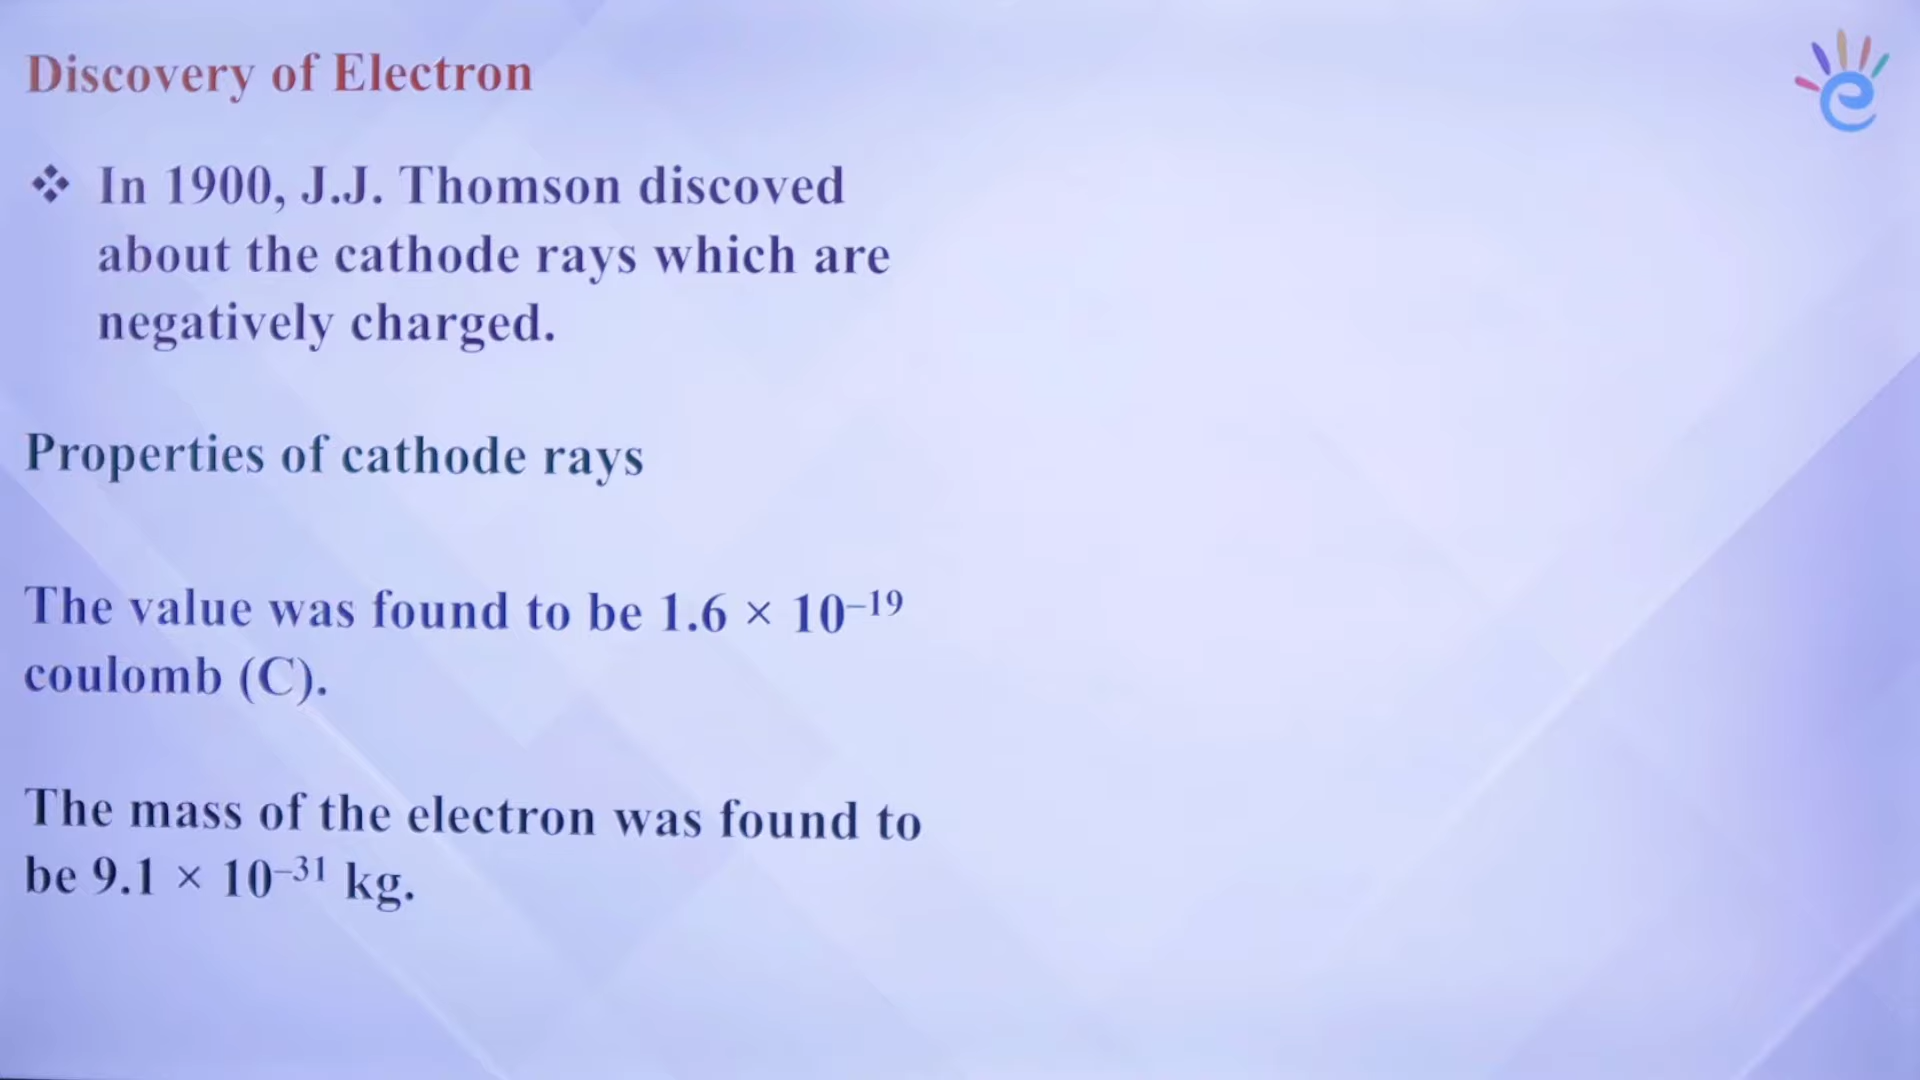 Discovery of Electron
❖ In 1900, J.J. Thomson discoved
about the cathode rays which are
negatively charged.
Properties of cathode rays
The value was found to be 1.6 × 10⁻¹⁹
coulomb (C).
The mass of the electron was found to
be 9.1 × 10⁻³¹ kg.